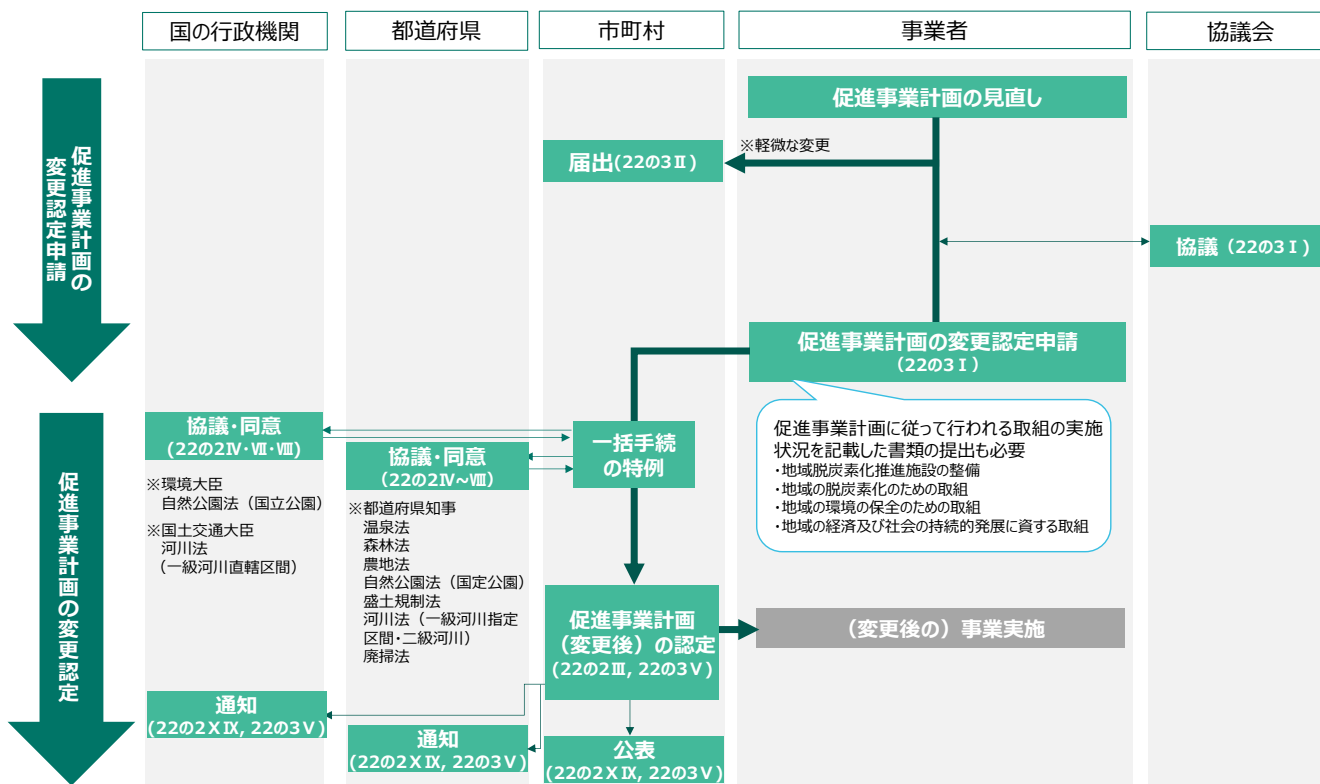 国の行政機関
都道府県
市町村
事業者
協議会
促進事業計画の
変更認定申請
促進事業計画の見直し
※軽微な変更
届出(22の3Ⅱ)
協議（22の3Ⅰ）
促進事業計画の変更認定申請
（22の3Ⅰ）
促進事業計画に従って行われる取組の実施
状況を記載した書類の提出も必要
・地域脱炭素化推進施設の整備
・地域の脱炭素化のための取組
・地域の環境の保全のための取組
・地域の経済及び社会の持続的発展に資する取組
促進事業計画の変更認定
協議・同意
(22の2Ⅳ・Ⅶ・Ⅷ)
※環境大臣
自然公園法（国立公園）
※国土交通大臣
河川法
（一級河川直轄区間）
協議・同意
(22の2Ⅳ~Ⅷ)
※都道府県知事
温泉法
森林法
農地法
自然公園法（国定公園）
盛土規制法
河川法（一級河川指定
区間・二級河川）
廃掃法
一括手続
の特例
促進事業計画
（変更後）の認定
(22の2Ⅲ, 22の3Ⅴ)
（変更後の）事業実施
通知
(22の2ⅩⅨ, 22の3Ⅴ)
通知
(22の2ⅩⅨ, 22の3Ⅴ)
公表
(22の2ⅩⅨ, 22の3Ⅴ)